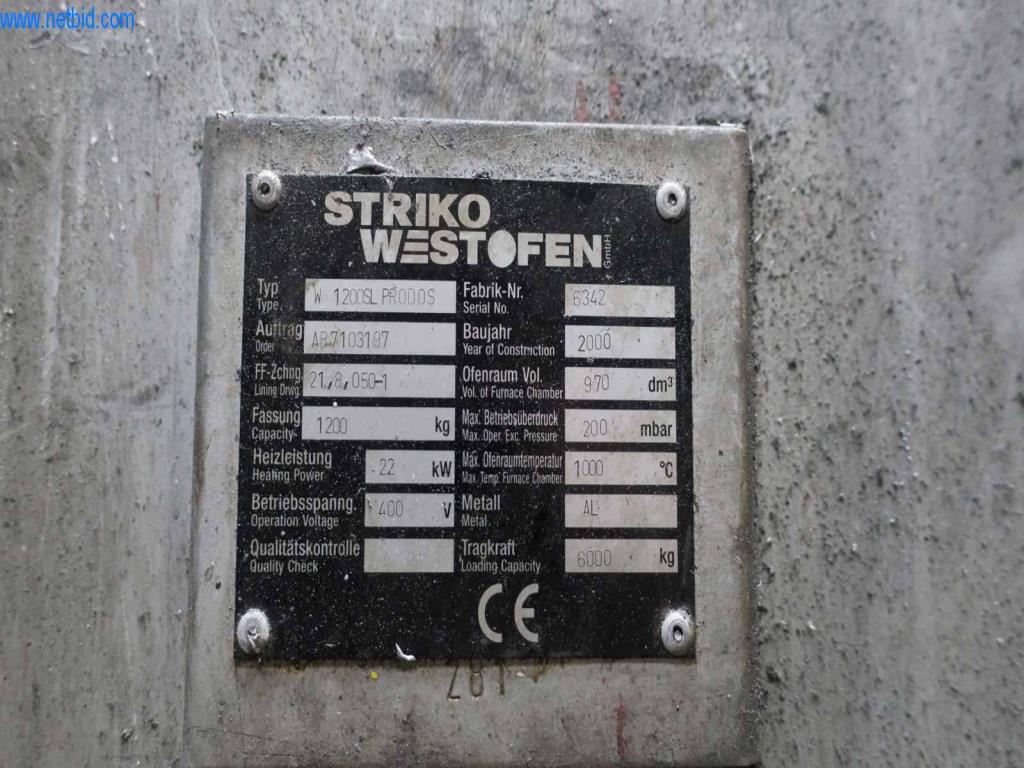 www.netbid.com
STRIKO
WESTOFEN GmbH
Typ
Type
W 1200SL PRODOS
Fabrik-Nr.
Serial No.
6342
Auftrag
Order
AB7103187
Baujahr
Year of Construction
2000
FF-Zchng
Lining Drwg
21,8,050-1
Ofenraum Vol.
Vol. of Furnace Chamber
970 dm³
Fassung
Capacity
1200 kg
Max. Betriebsüberdruck
Max. Oper. Exc. Pressure
200 mbar
Heizleistung
Heating Power
22 kW
Max. Ofenraumtemperatur
Max. Temp. Furnace Chamber
1000 °C
Betriebsspanng.
Operation Voltage
400 V
Metall
Metal
AL
Qualitätskontrolle
Quality Check
Tragkraft
Loading Capacity
6000 kg
CE